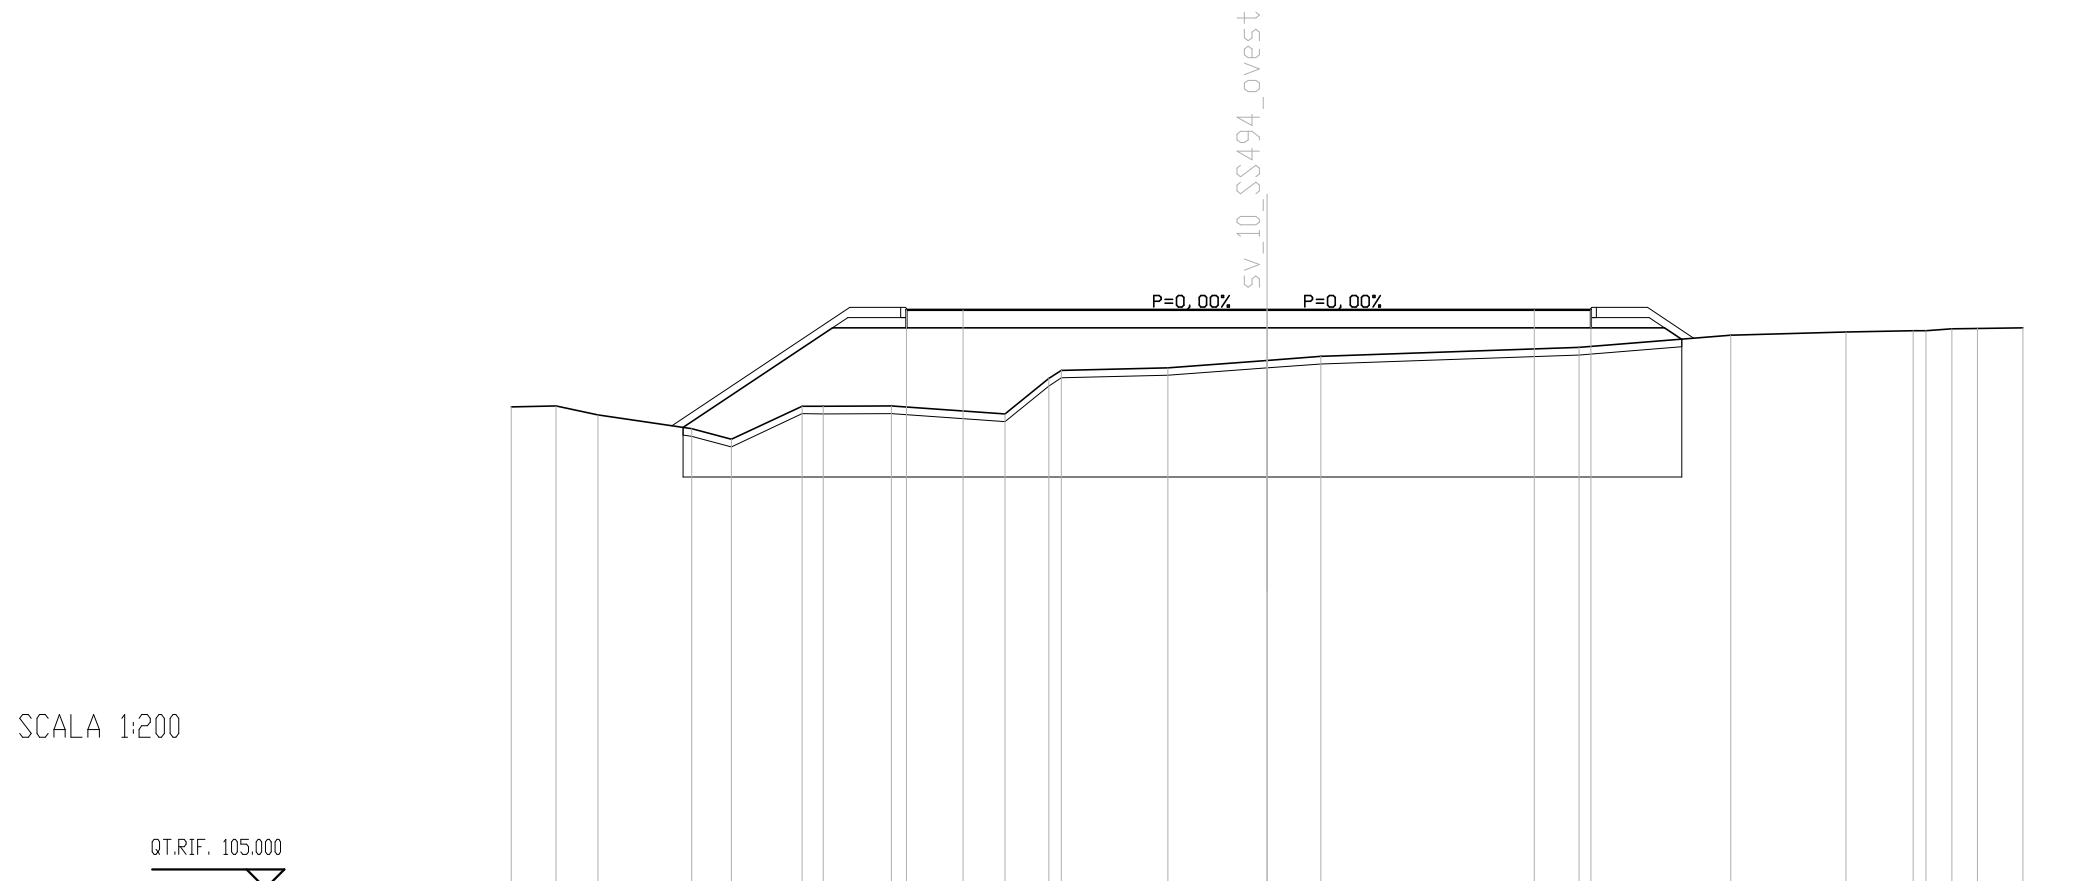 sv_10_SS494_ovest
P=0,00% P=0,00%
SCALA 1:200
QT.RIF. 105.000